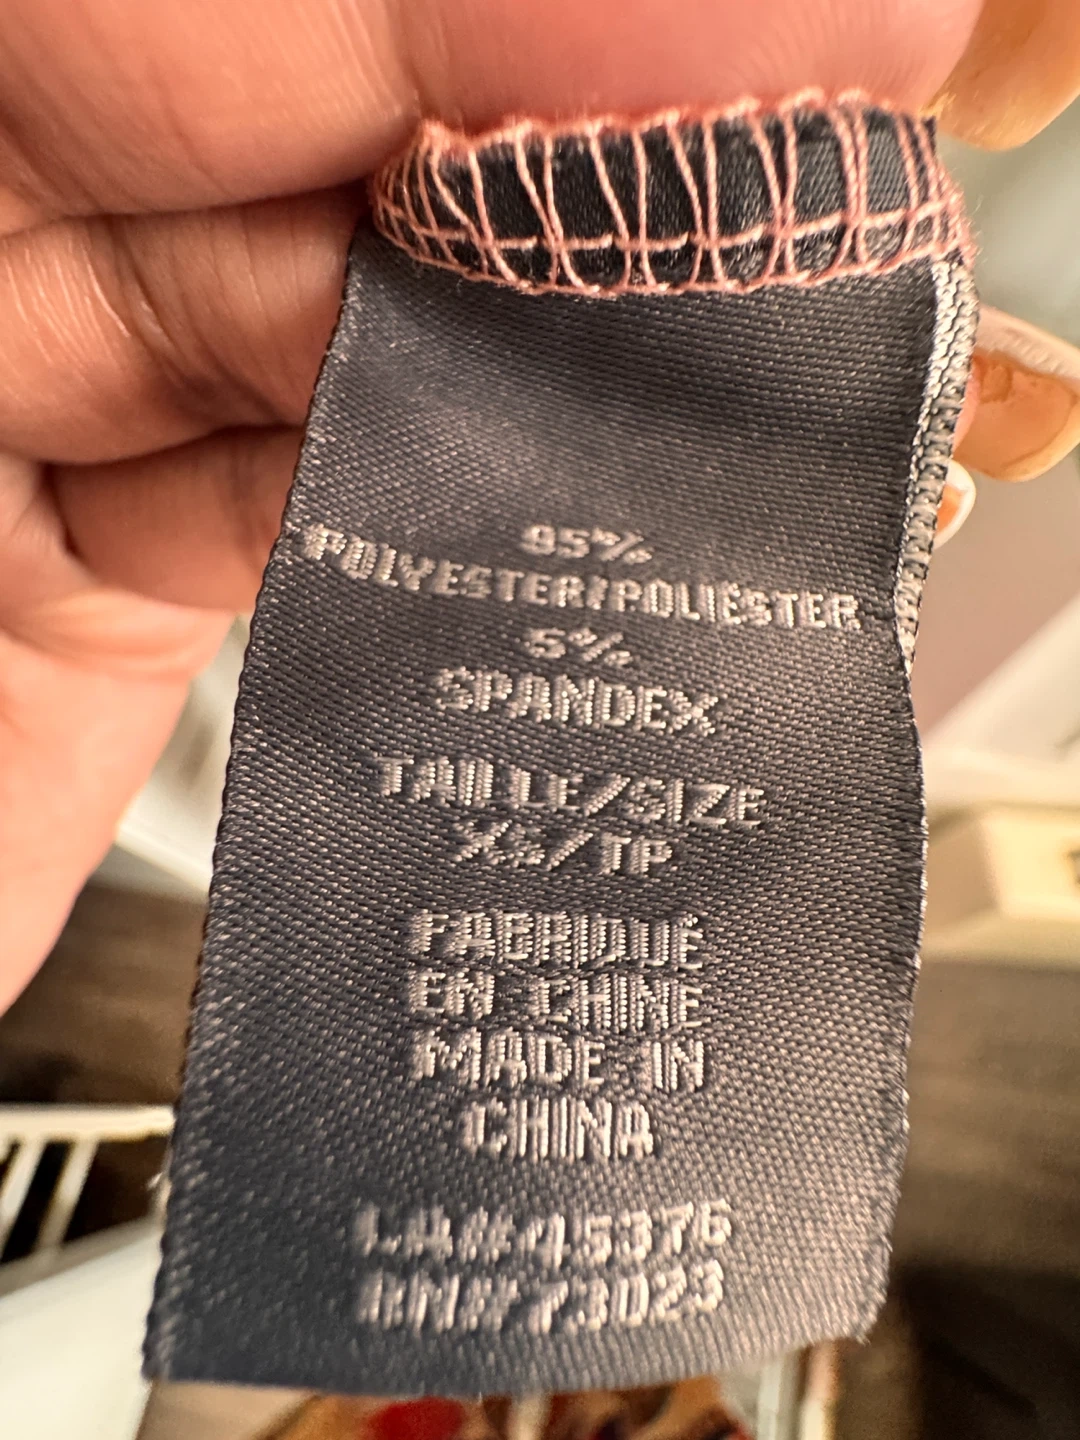 95%
POLYESTER/POLIÉSTER
5%
SPANDEX
TAILLE/SIZE
XS/TP
FABRIQUÉ
EN CHINE
MADE IN
CHINA
CA#45376
RN#73023